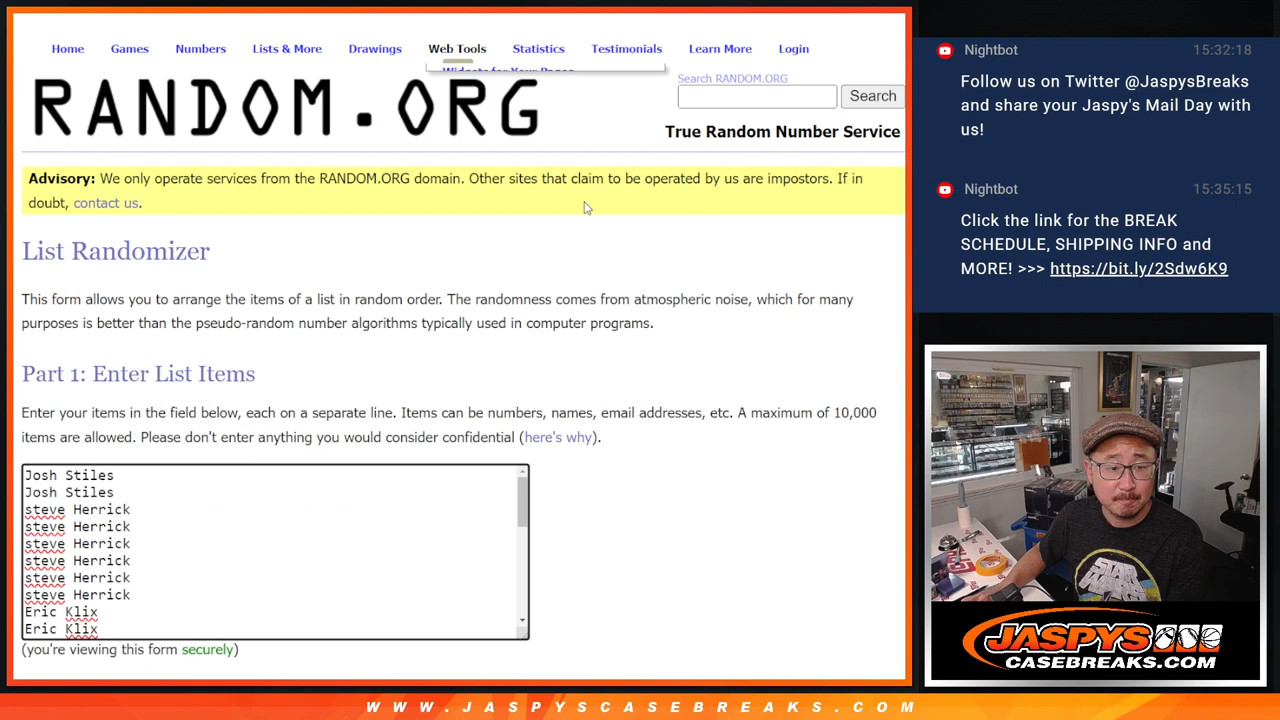 Home Games Numbers Lists & More Drawings Web Tools Statistics Testimonials Learn More Login
RANDOM.ORG
Search RANDOM.ORG
Search
True Random Number Service
Advisory: We only operate services from the RANDOM.ORG domain. Other sites that claim to be operated by us are impostors. If in
doubt, contact us.
List Randomizer
This form allows you to arrange the items of a list in random order. The randomness comes from atmospheric noise, which for many
purposes is better than the pseudo-random number algorithms typically used in computer programs.
Part 1: Enter List Items
Enter your items in the field below, each on a separate line. Items can be numbers, names, email addresses, etc. A maximum of 10,000
items are allowed. Please don't enter anything you would consider confidential (here's why).
Josh Stiles
Josh Stiles
steve Herrick
steve Herrick
steve Herrick
steve Herrick
steve Herrick
steve Herrick
Eric Klix
Eric Klix
(you're viewing this form securely)
Nightbot 15:32:18
Follow us on Twitter @JaspysBreaks
and share your Jaspy's Mail Day with
us!
Nightbot 15:35:15
Click the link for the BREAK
SCHEDULE, SHIPPING INFO and
MORE! >>> https://bit.ly/2Sdw6K9
STAR WARS
JASPYS
CASEBREAKS.COM
WWW.JASPYSCASEBREAKS.COM